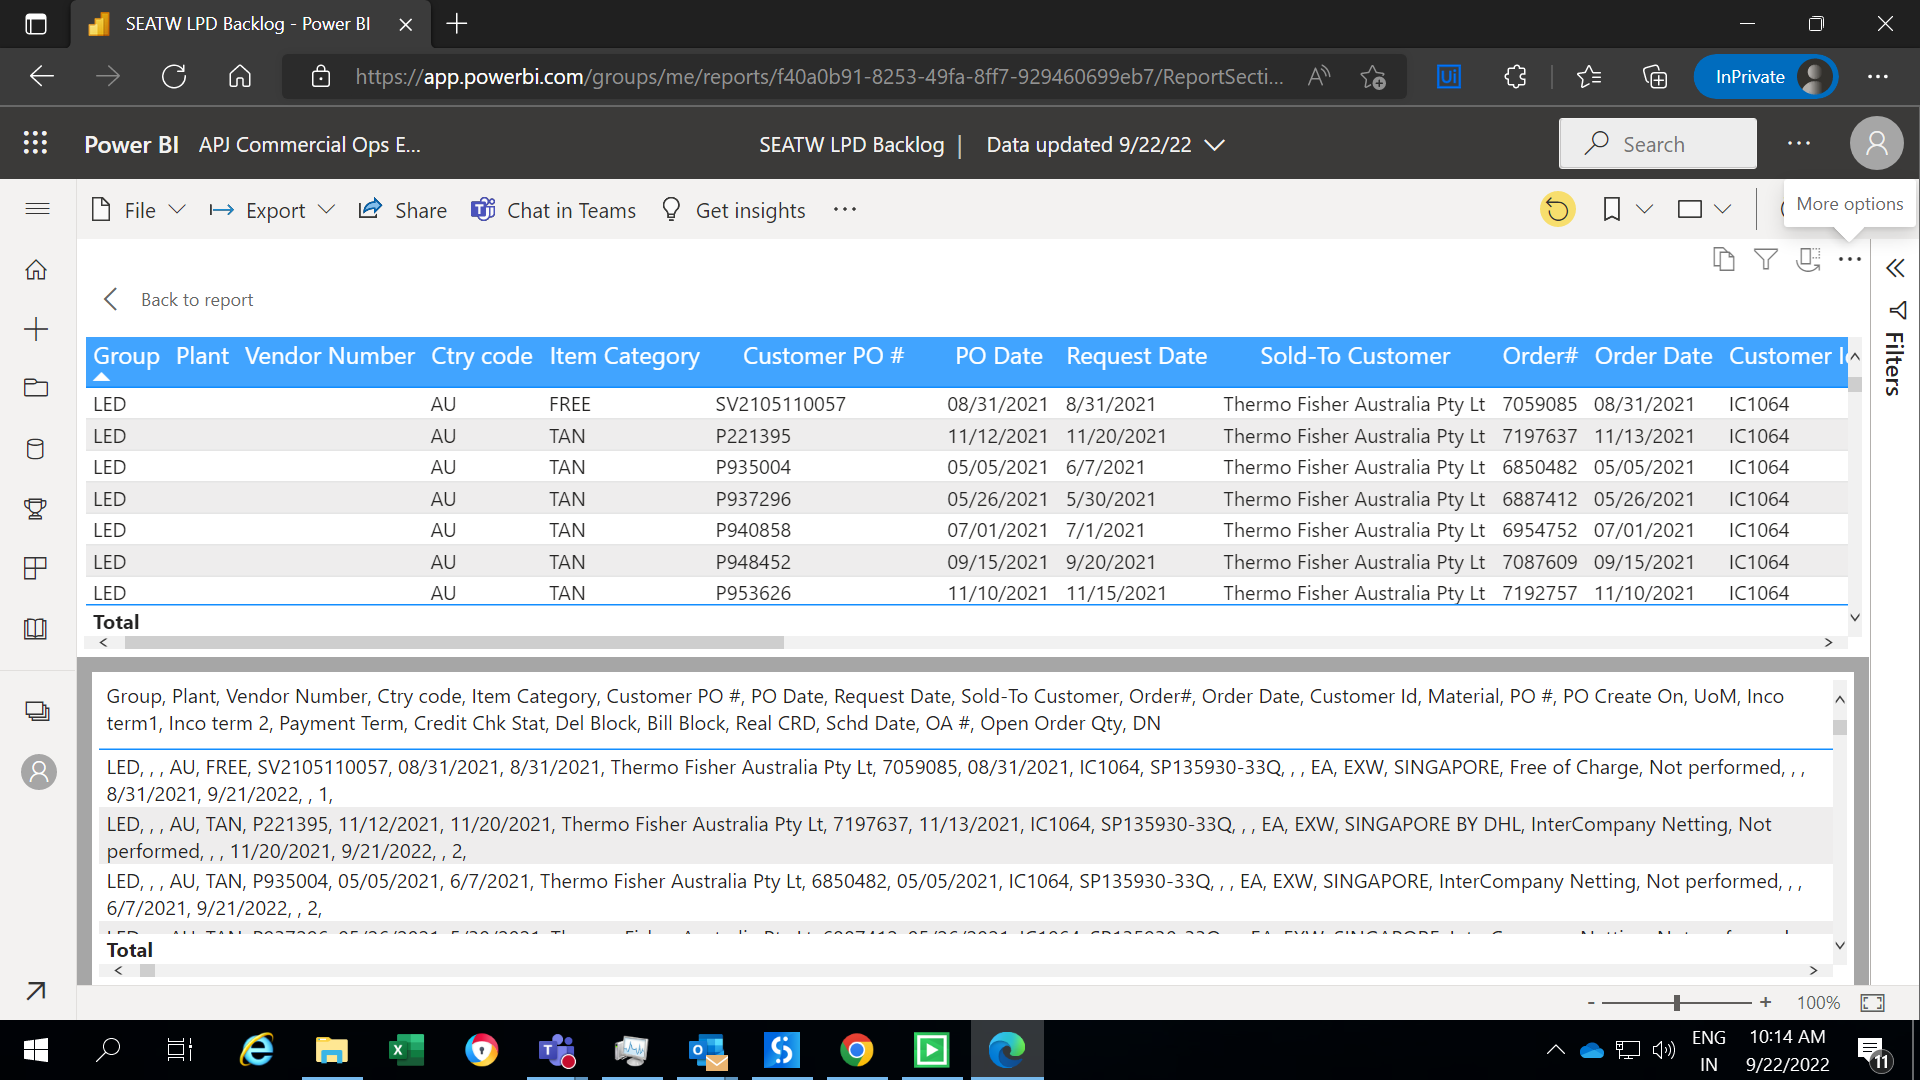 SEATW LPD Backlog - Power BI
https://app.powerbi.com/groups/me/reports/f40a0b91-8253-49fa-8ff7-929460699eb7/ReportSecti...
InPrivate
Power BI APJ Commercial Ops E...
SEATW LPD Backlog | Data updated 9/22/22
Search
File Export Share Chat in Teams Get insights
More options
Back to report
Filters
Group Plant Vendor Number Ctry code Item Category Customer PO # PO Date Request Date Sold-To Customer Order# Order Date Customer Id
LED AU FREE SV2105110057 08/31/2021 8/31/2021 Thermo Fisher Australia Pty Lt 7059085 08/31/2021 IC1064
LED AU TAN P221395 11/12/2021 11/20/2021 Thermo Fisher Australia Pty Lt 7197637 11/13/2021 IC1064
LED AU TAN P935004 05/05/2021 6/7/2021 Thermo Fisher Australia Pty Lt 6850482 05/05/2021 IC1064
LED AU TAN P937296 05/26/2021 5/30/2021 Thermo Fisher Australia Pty Lt 6887412 05/26/2021 IC1064
LED AU TAN P940858 07/01/2021 7/1/2021 Thermo Fisher Australia Pty Lt 6954752 07/01/2021 IC1064
LED AU TAN P948452 09/15/2021 9/20/2021 Thermo Fisher Australia Pty Lt 7087609 09/15/2021 IC1064
LED AU TAN P953626 11/10/2021 11/15/2021 Thermo Fisher Australia Pty Lt 7192757 11/10/2021 IC1064
Total
Group, Plant, Vendor Number, Ctry code, Item Category, Customer PO #, PO Date, Request Date, Sold-To Customer, Order#, Order Date, Customer Id, Material, PO #, PO Create On, UoM, Inco
term1, Inco term 2, Payment Term, Credit Chk Stat, Del Block, Bill Block, Real CRD, Schd Date, OA #, Open Order Qty, DN
LED, , , AU, FREE, SV2105110057, 08/31/2021, 8/31/2021, Thermo Fisher Australia Pty Lt, 7059085, 08/31/2021, IC1064, SP135930-33Q, , , EA, EXW, SINGAPORE, Free of Charge, Not performed, , ,
8/31/2021, 9/21/2022, , 1,
LED, , , AU, TAN, P221395, 11/12/2021, 11/20/2021, Thermo Fisher Australia Pty Lt, 7197637, 11/13/2021, IC1064, SP135930-33Q, , , EA, EXW, SINGAPORE BY DHL, InterCompany Netting, Not
performed, , , 11/20/2021, 9/21/2022, , 2,
LED, , , AU, TAN, P935004, 05/05/2021, 6/7/2021, Thermo Fisher Australia Pty Lt, 6850482, 05/05/2021, IC1064, SP135930-33Q, , , EA, EXW, SINGAPORE, InterCompany Netting, Not performed, , ,
6/7/2021, 9/21/2022, , 2,
Total
- + 100%
ENG 10:14 AM
IN 9/22/2022
11